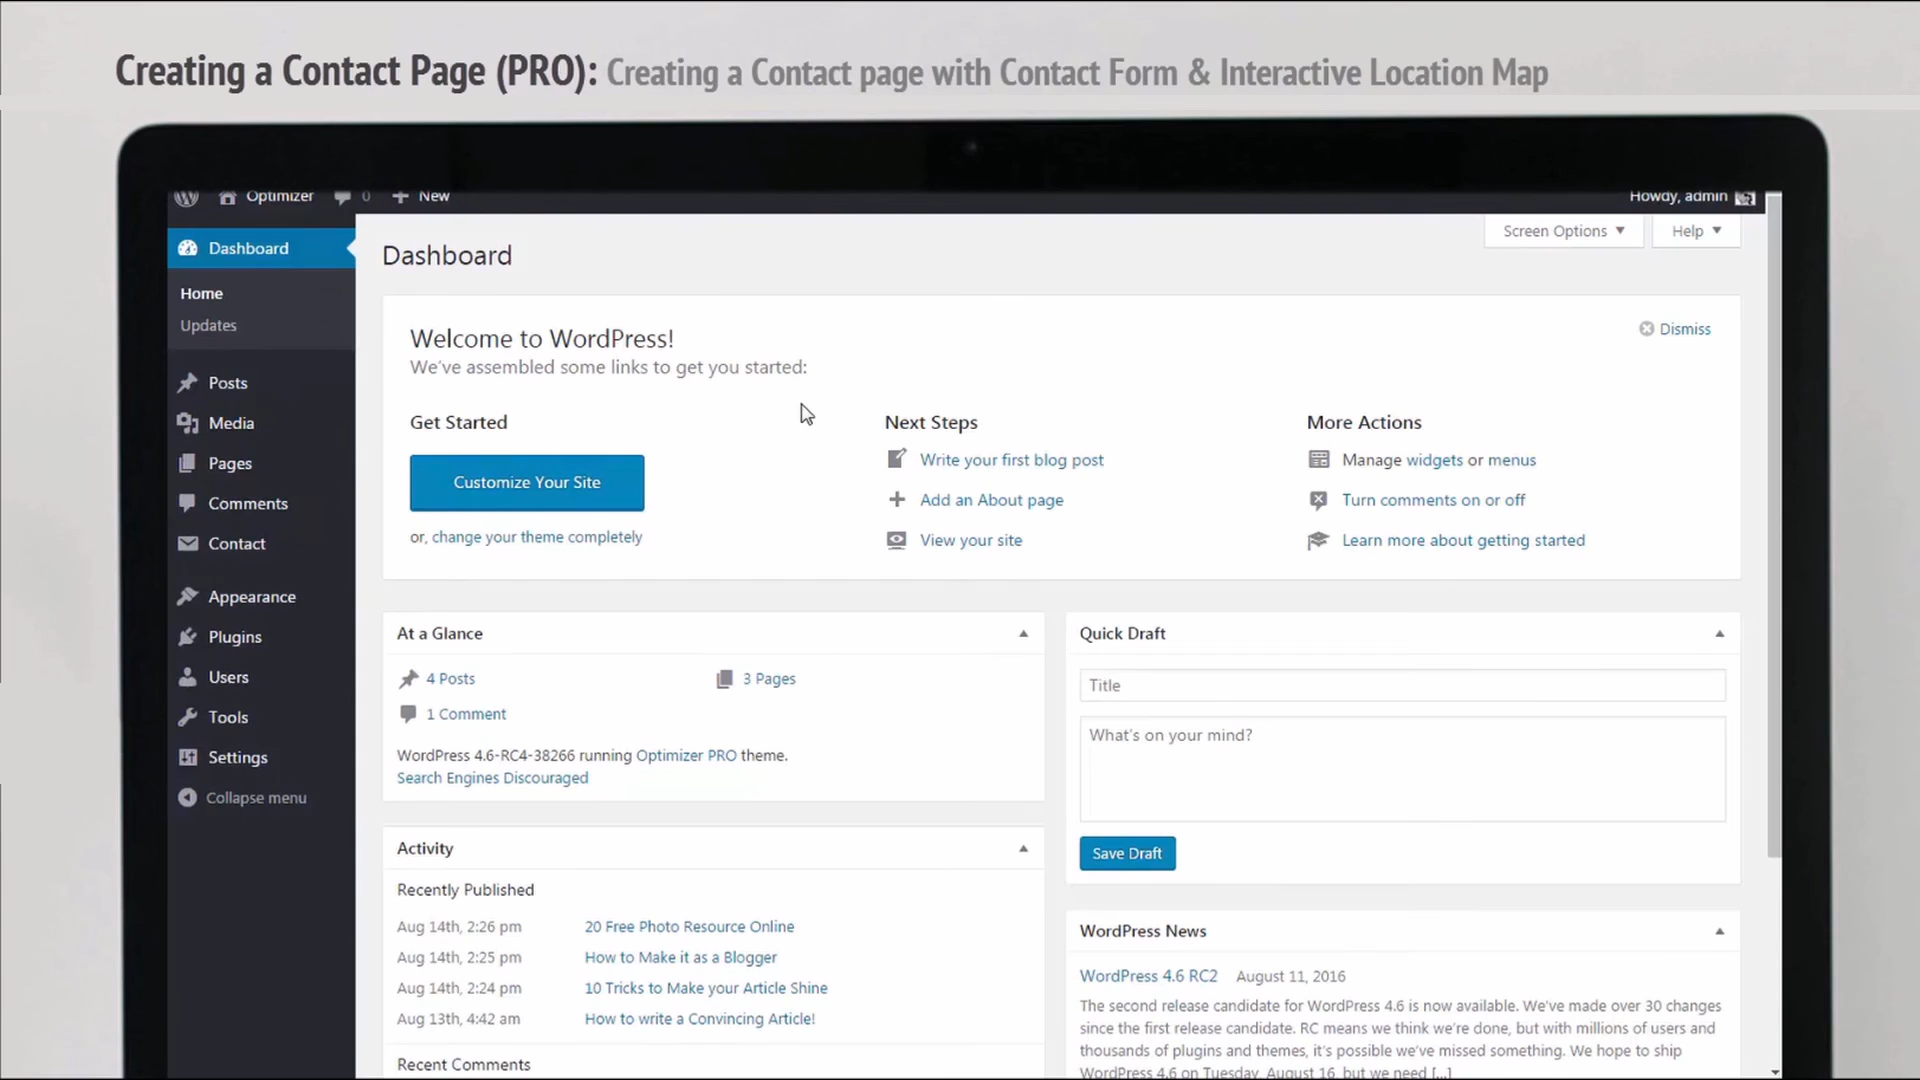 Creating a Contact Page (PRO): Creating a Contact page with Contact Form & Interactive Location Map
Optimizer 0 New Howdy, admin
Screen Options Help
Dashboard
Home
Updates
Posts
Media
Pages
Comments
Contact
Appearance
Plugins
Users
Tools
Settings
Collapse menu
Dashboard
Welcome to WordPress!
Dismiss
We've assembled some links to get you started:
Get Started
Customize Your Site
or, change your theme completely
Next Steps
Write your first blog post
Add an About page
View your site
More Actions
Manage widgets or menus
Turn comments on or off
Learn more about getting started
At a Glance
4 Posts 3 Pages
1 Comment
WordPress 4.6-RC4-38266 running Optimizer PRO theme.
Search Engines Discouraged
Activity
Recently Published
Aug 14th, 2:26 pm 20 Free Photo Resource Online
Aug 14th, 2:25 pm How to Make it as a Blogger
Aug 14th, 2:24 pm 10 Tricks to Make your Article Shine
Aug 13th, 4:42 am How to write a Convincing Article!
Recent Comments
Quick Draft
Title
What's on your mind?
Save Draft
WordPress News
WordPress 4.6 RC2 August 11, 2016
The second release candidate for WordPress 4.6 is now available. We've made over 30 changes
since the first release candidate. RC means we think we're done, but with millions of users and
thousands of plugins and themes, it's possible we've missed something. We hope to ship
WordPress 4.6 on Tuesday, August 16, but we need [...]